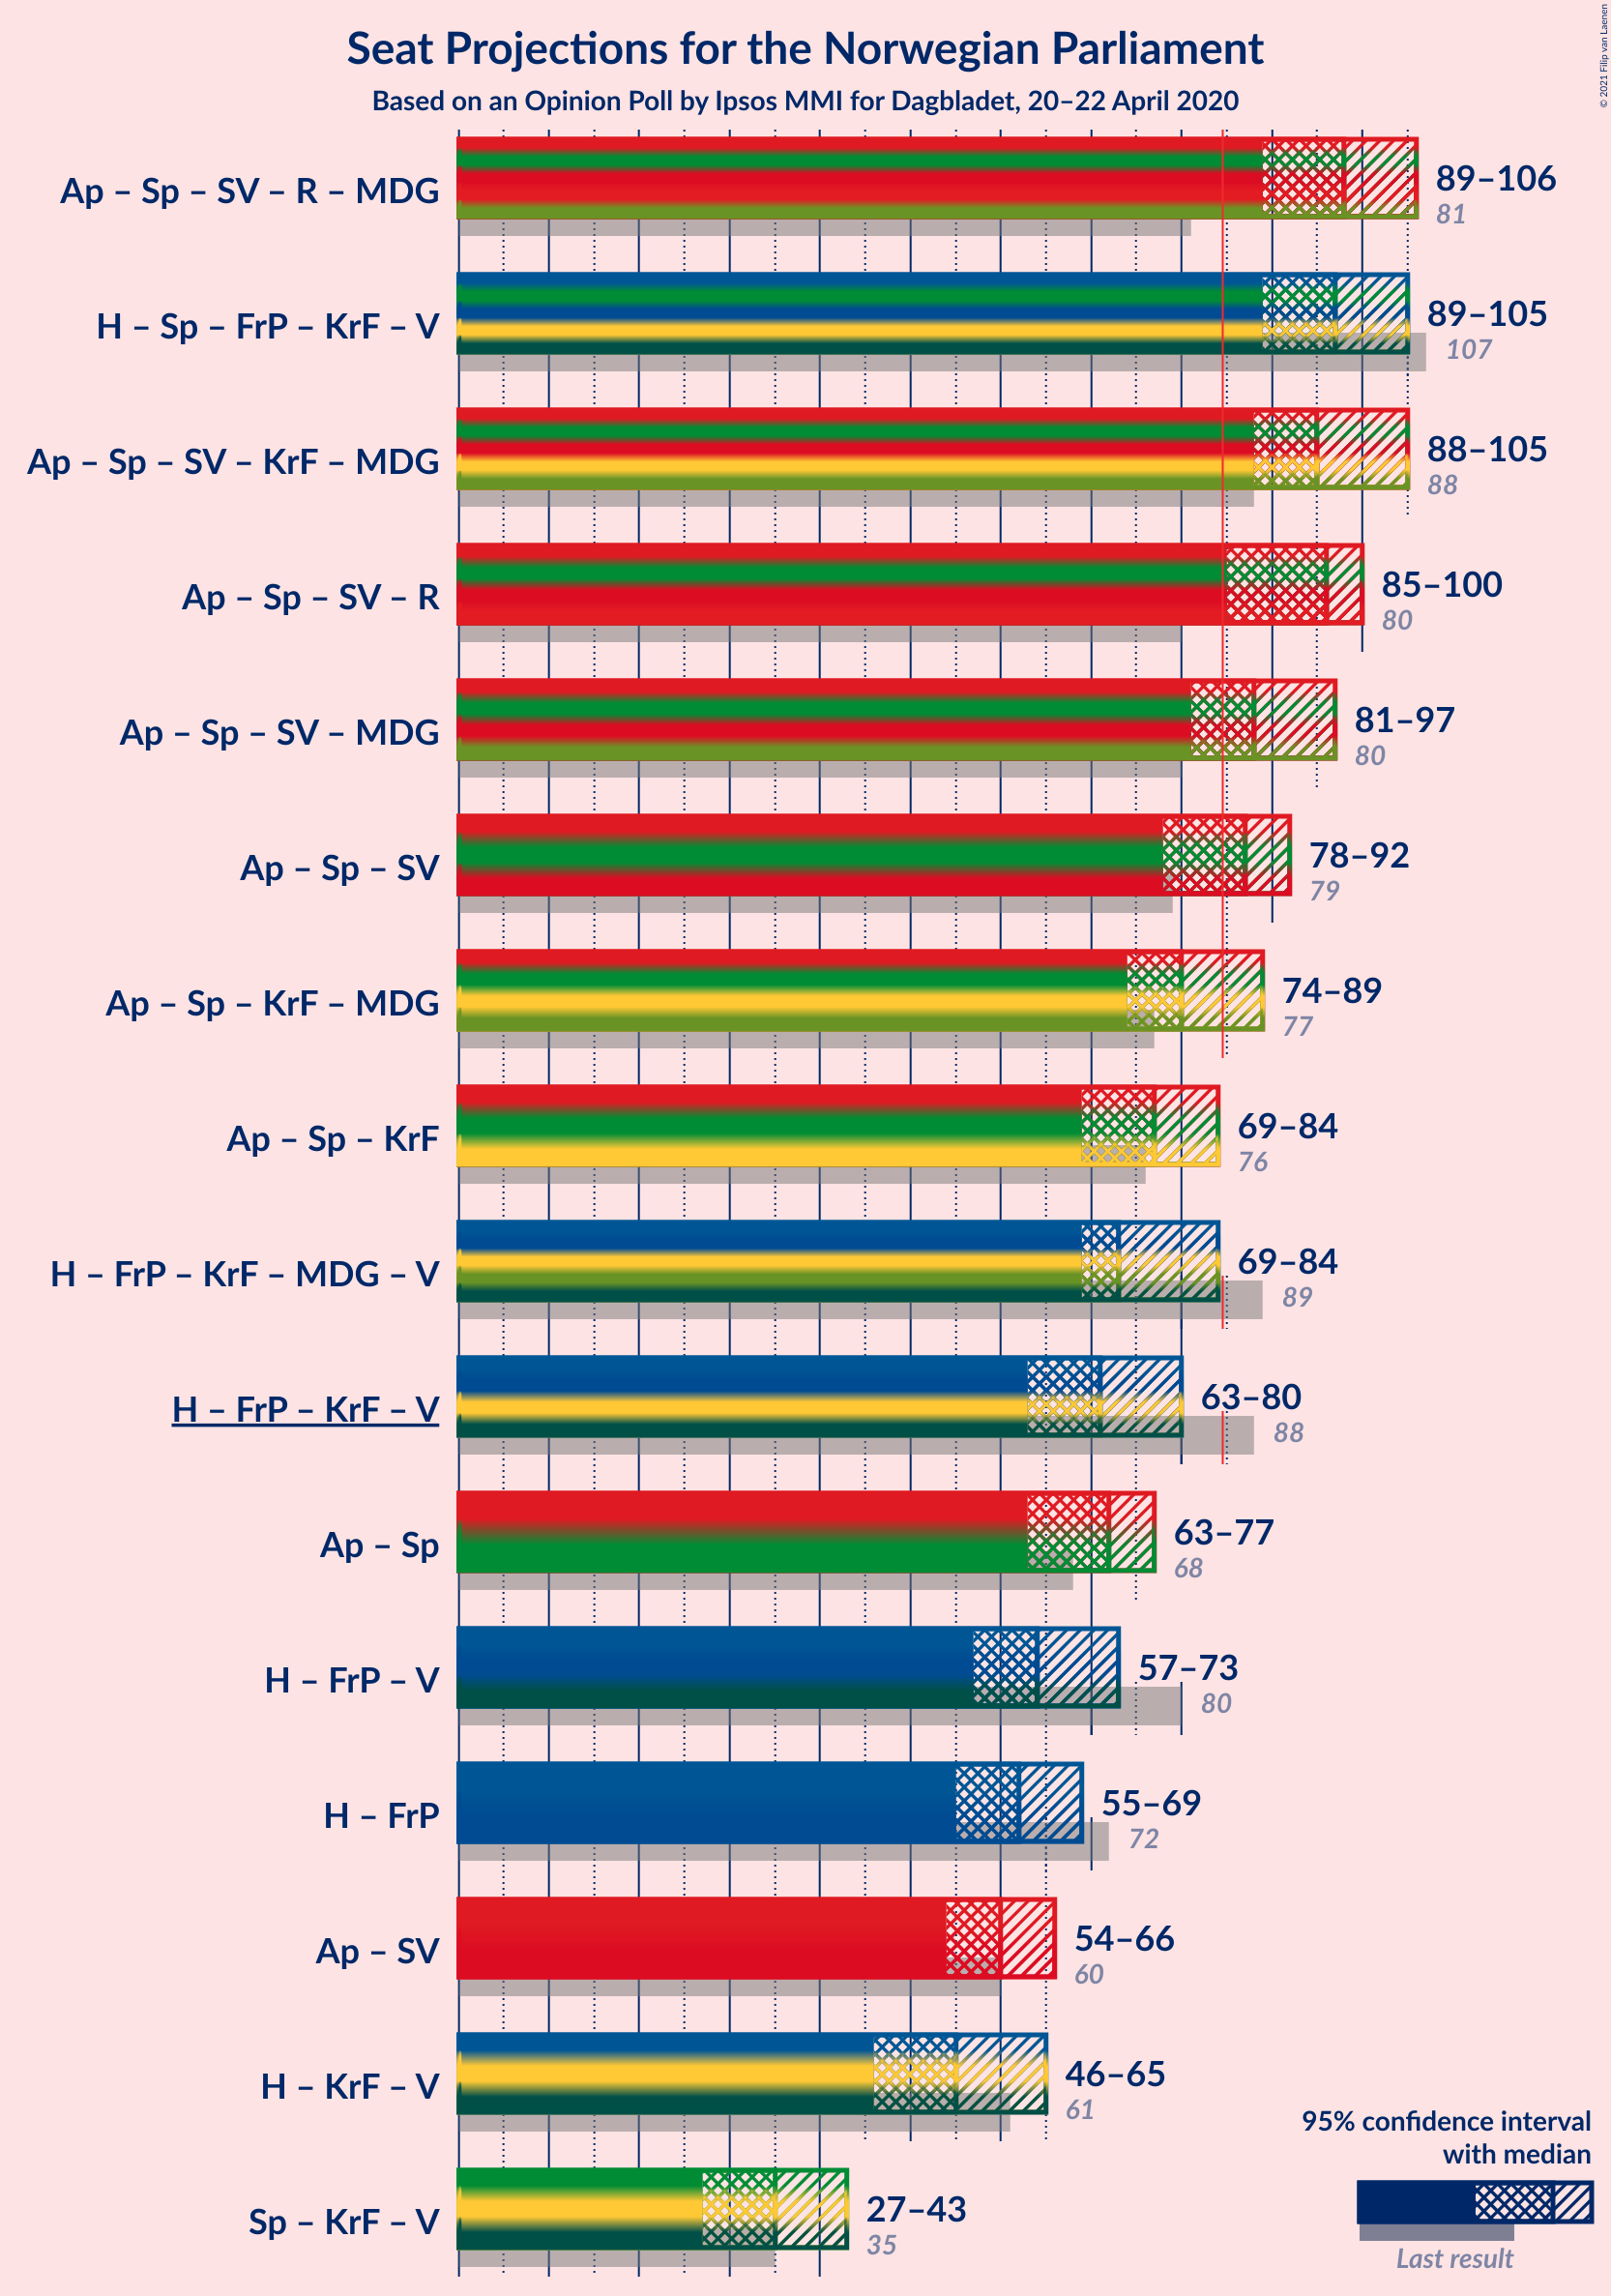 Seat Projections for the Norwegian Parliament
Based on an Opinion Poll by Ipsos MMI for Dagbladet, 20–22 April 2020
© 2021 Filip van Laenen
Ap – Sp – SV – R – MDG
89–106
81
H – Sp – FrP – KrF – V
89–105
107
Ap – Sp – SV – KrF – MDG
88–105
88
Ap – Sp – SV – R
85–100
80
Ap – Sp – SV – MDG
81–97
80
Ap – Sp – SV
78–92
79
Ap – Sp – KrF – MDG
74–89
77
Ap – Sp – KrF
69–84
76
H – FrP – KrF – MDG – V
69–84
89
H – FrP – KrF – V
63–80
88
Ap – Sp
63–77
68
H – FrP – V
57–73
80
H – FrP
55–69
72
Ap – SV
54–66
60
H – KrF – V
46–65
61
Sp – KrF – V
27–43
35
95% confidence interval
with median
Last result